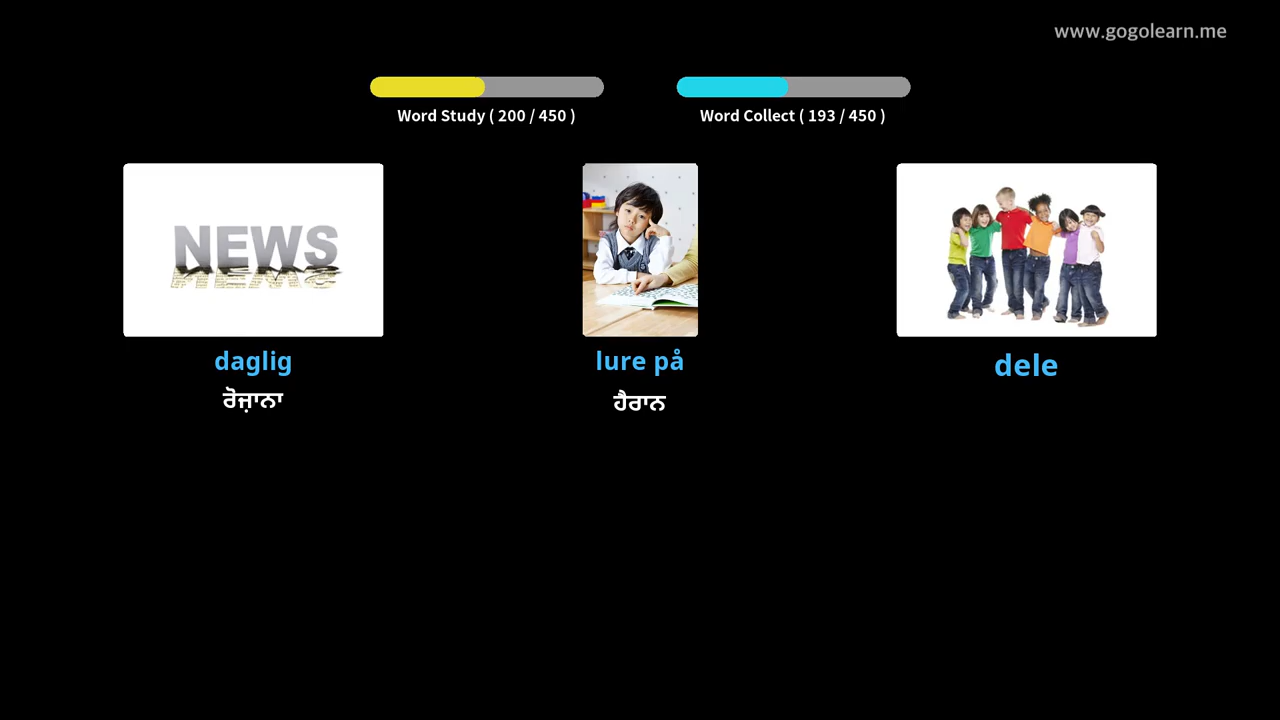 www.gogolearn.me
Word Study ( 200 / 450 )
Word Collect ( 193 / 450 )
NEWS
daglig
lure på
dele
ਰੋਜ਼ਾਨਾ
ਹੈਰਾਨ